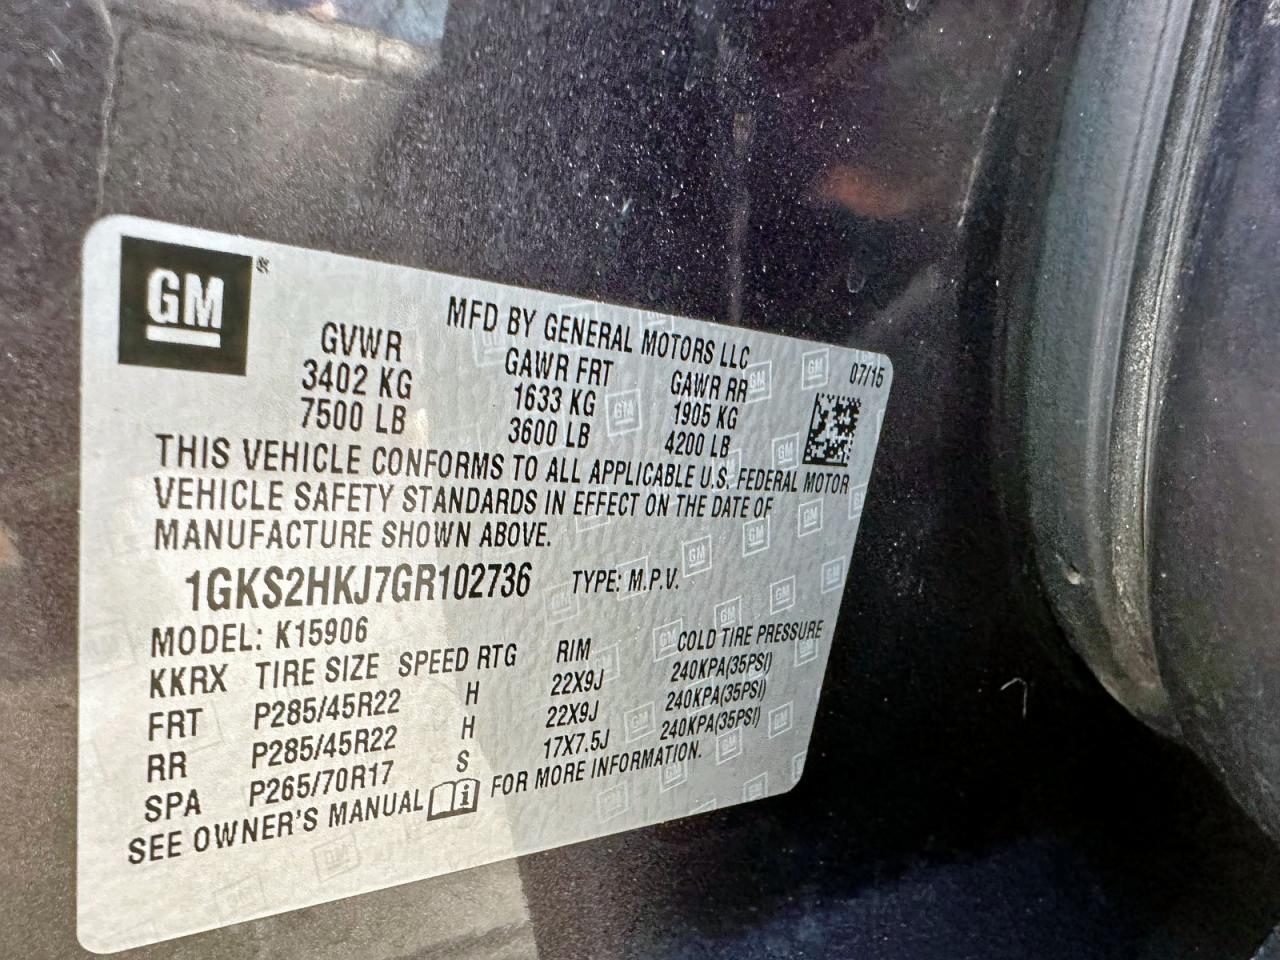 GM
MFD BY GENERAL MOTORS LLC
07/15
GVWR GAWR FRT GAWR RR
3402 KG 1633 KG 1905 KG
7500 LB 3600 LB 4200 LB
THIS VEHICLE CONFORMS TO ALL APPLICABLE U.S. FEDERAL MOTOR
VEHICLE SAFETY STANDARDS IN EFFECT ON THE DATE OF
MANUFACTURE SHOWN ABOVE.
1GKS2HKJ7GR102736 TYPE: M.P.V.
MODEL: K15906
KKRX TIRE SIZE SPEED RTG RIM COLD TIRE PRESSURE
FRT P285/45R22 H 22X9J 240KPA(35PSI)
RR P285/45R22 H 22X9J 240KPA(35PSI)
SPA P265/70R17 S 17X7.5J 240KPA(35PSI)
SEE OWNER'S MANUAL i FOR MORE INFORMATION.